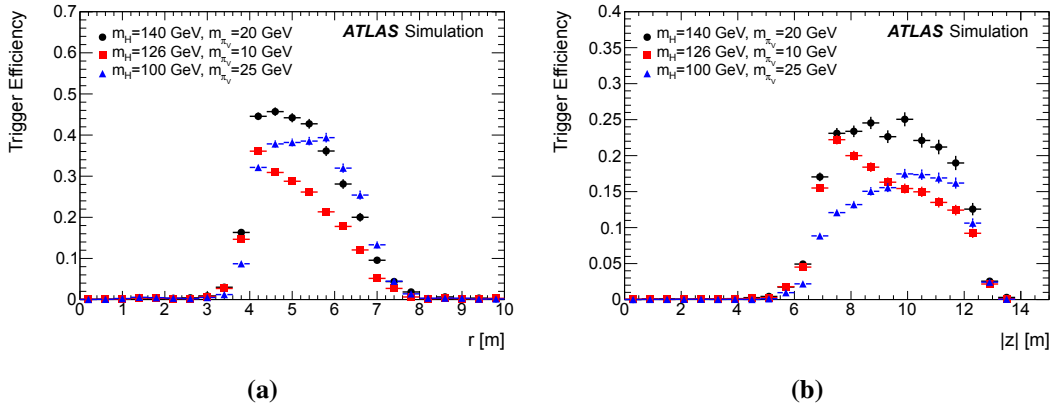 ATLAS Simulation
m_H=140 GeV, m_πV=20 GeV
m_H=126 GeV, m_πV=10 GeV
m_H=100 GeV, m_πV=25 GeV
Trigger Efficiency
0.7
0.6
0.5
0.4
0.3
0.2
0.1
0
0 1 2 3 4 5 6 7 8 9 10
r [m]
(a)
ATLAS Simulation
m_H=140 GeV, m_πV=20 GeV
m_H=126 GeV, m_πV=10 GeV
m_H=100 GeV, m_πV=25 GeV
Trigger Efficiency
0.4
0.35
0.3
0.25
0.2
0.15
0.1
0.05
0
0 2 4 6 8 10 12 14
|z| [m]
(b)